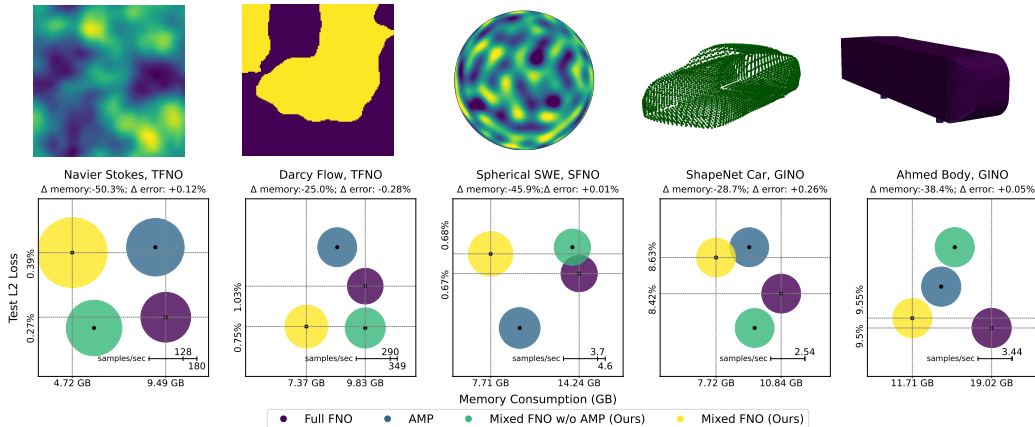 Navier Stokes, TFNO
Δ memory:-50.3%; Δ error: +0.12%
Darcy Flow, TFNO
Δ memory:-25.0%; Δ error: -0.28%
Spherical SWE, SFNO
Δ memory:-45.9%;Δ error: +0.01%
ShapeNet Car, GINO
Δ memory:-28.7%; Δ error: +0.26%
Ahmed Body, GINO
Δ memory:-38.4%; Δ error: +0.05%
Test L2 Loss
0.39%
0.27%
samples/sec
128
180
4.72 GB
9.49 GB
1.03%
0.75%
samples/sec
290
349
7.37 GB
9.83 GB
0.68%
0.67%
samples/sec
3.7
4.6
7.71 GB
14.24 GB
8.63%
8.42%
samples/sec
2.54
7.72 GB
10.84 GB
9.55%
9.5%
samples/sec
3.44
11.71 GB
19.02 GB
Memory Consumption (GB)
Full FNO
AMP
Mixed FNO w/o AMP (Ours)
Mixed FNO (Ours)